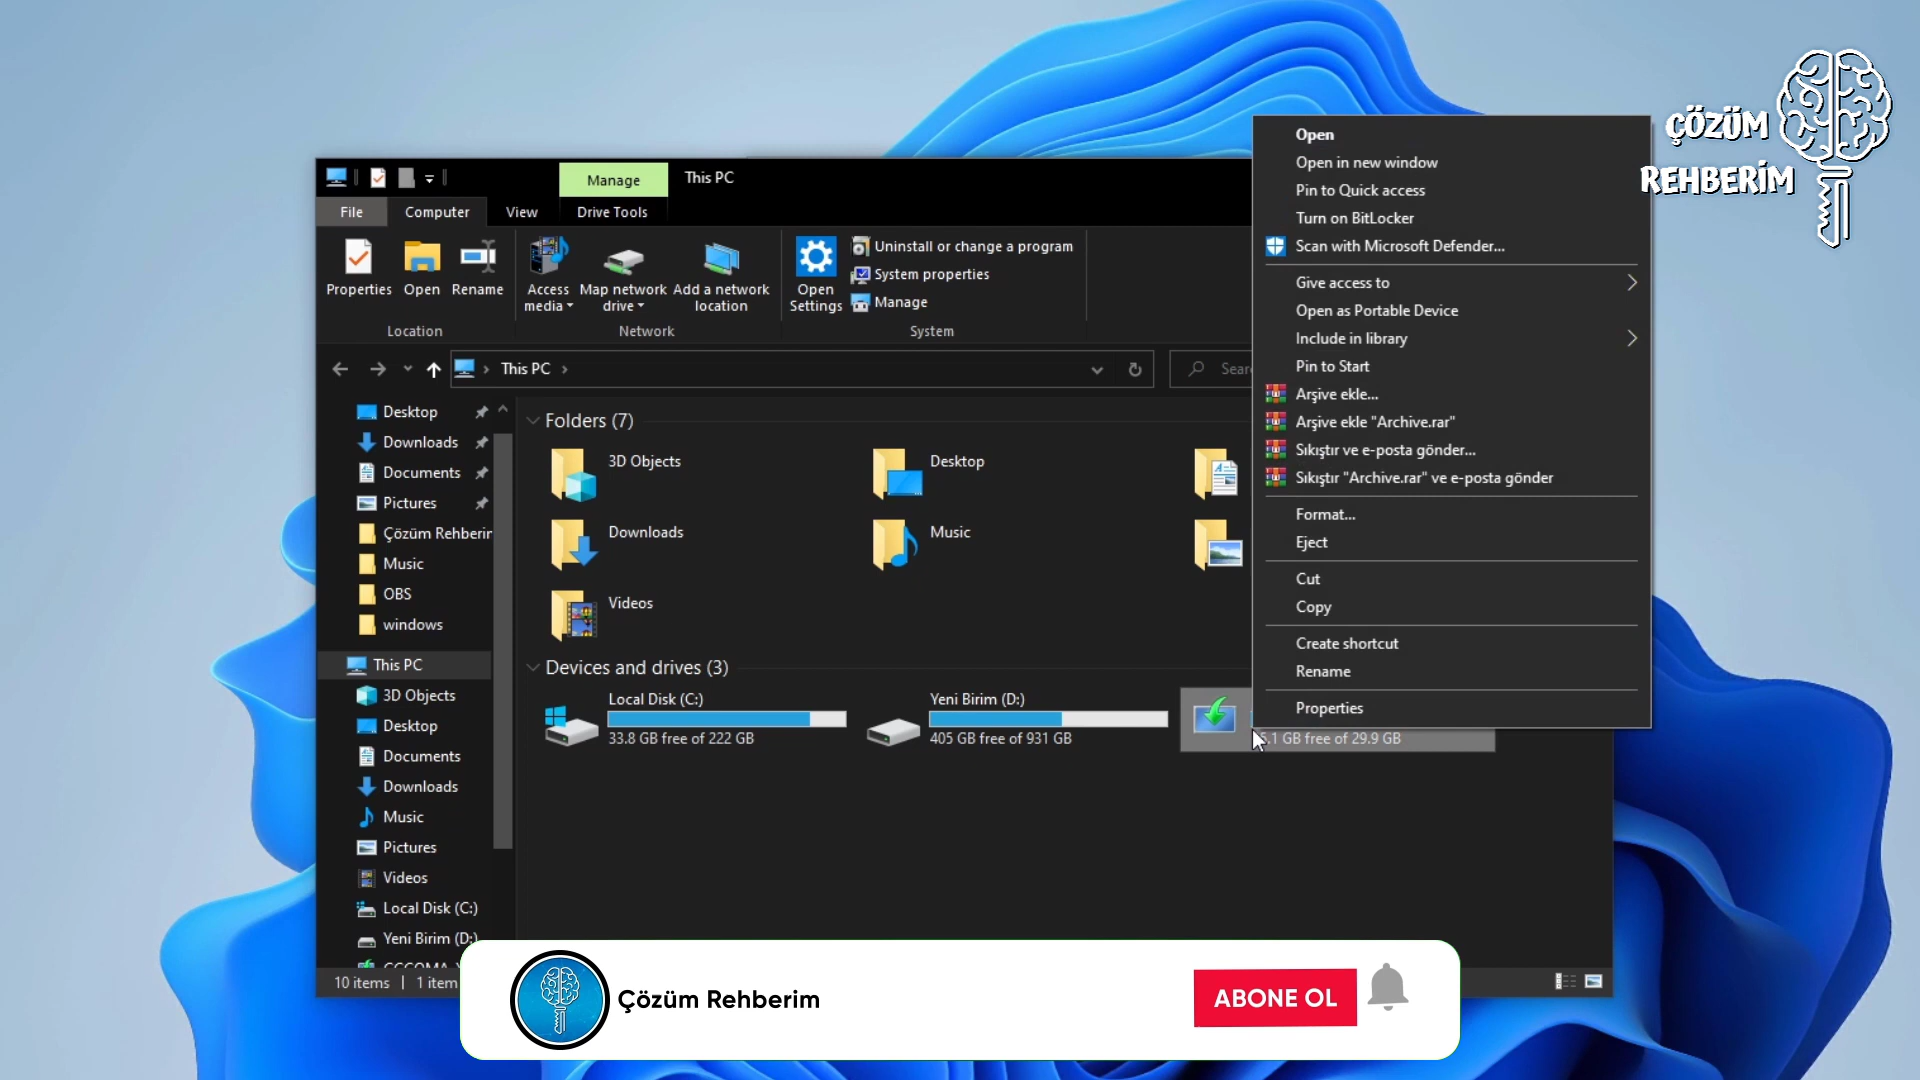 ÇÖZÜM
REHBERİM
Manage
This PC
File
Computer
View
Drive Tools
Properties
Open
Rename
Access
media
Map network
drive
Add a network
location
Open
Settings
Uninstall or change a program
System properties
Manage
Location
Network
System
This PC
Desktop
Downloads
Documents
Pictures
Çözüm Rehberim
Music
OBS
windows
This PC
3D Objects
Desktop
Documents
Downloads
Music
Pictures
Videos
Local Disk (C:)
Yeni Birim (D:)
Folders (7)
3D Objects
Desktop
Downloads
Music
Videos
Devices and drives (3)
Local Disk (C:)
33.8 GB free of 222 GB
Yeni Birim (D:)
405 GB free of 931 GB
.1 GB free of 29.9 GB
Open
Open in new window
Pin to Quick access
Turn on BitLocker
Scan with Microsoft Defender...
Give access to
Open as Portable Device
Include in library
Pin to Start
Arşive ekle...
Arşive ekle "Archive.rar"
Sıkıştır ve e-posta gönder...
Sıkıştır "Archive.rar" ve e-posta gönder
Format...
Eject
Cut
Copy
Create shortcut
Rename
Properties
10 items
1 item
Çözüm Rehberim
ABONE OL